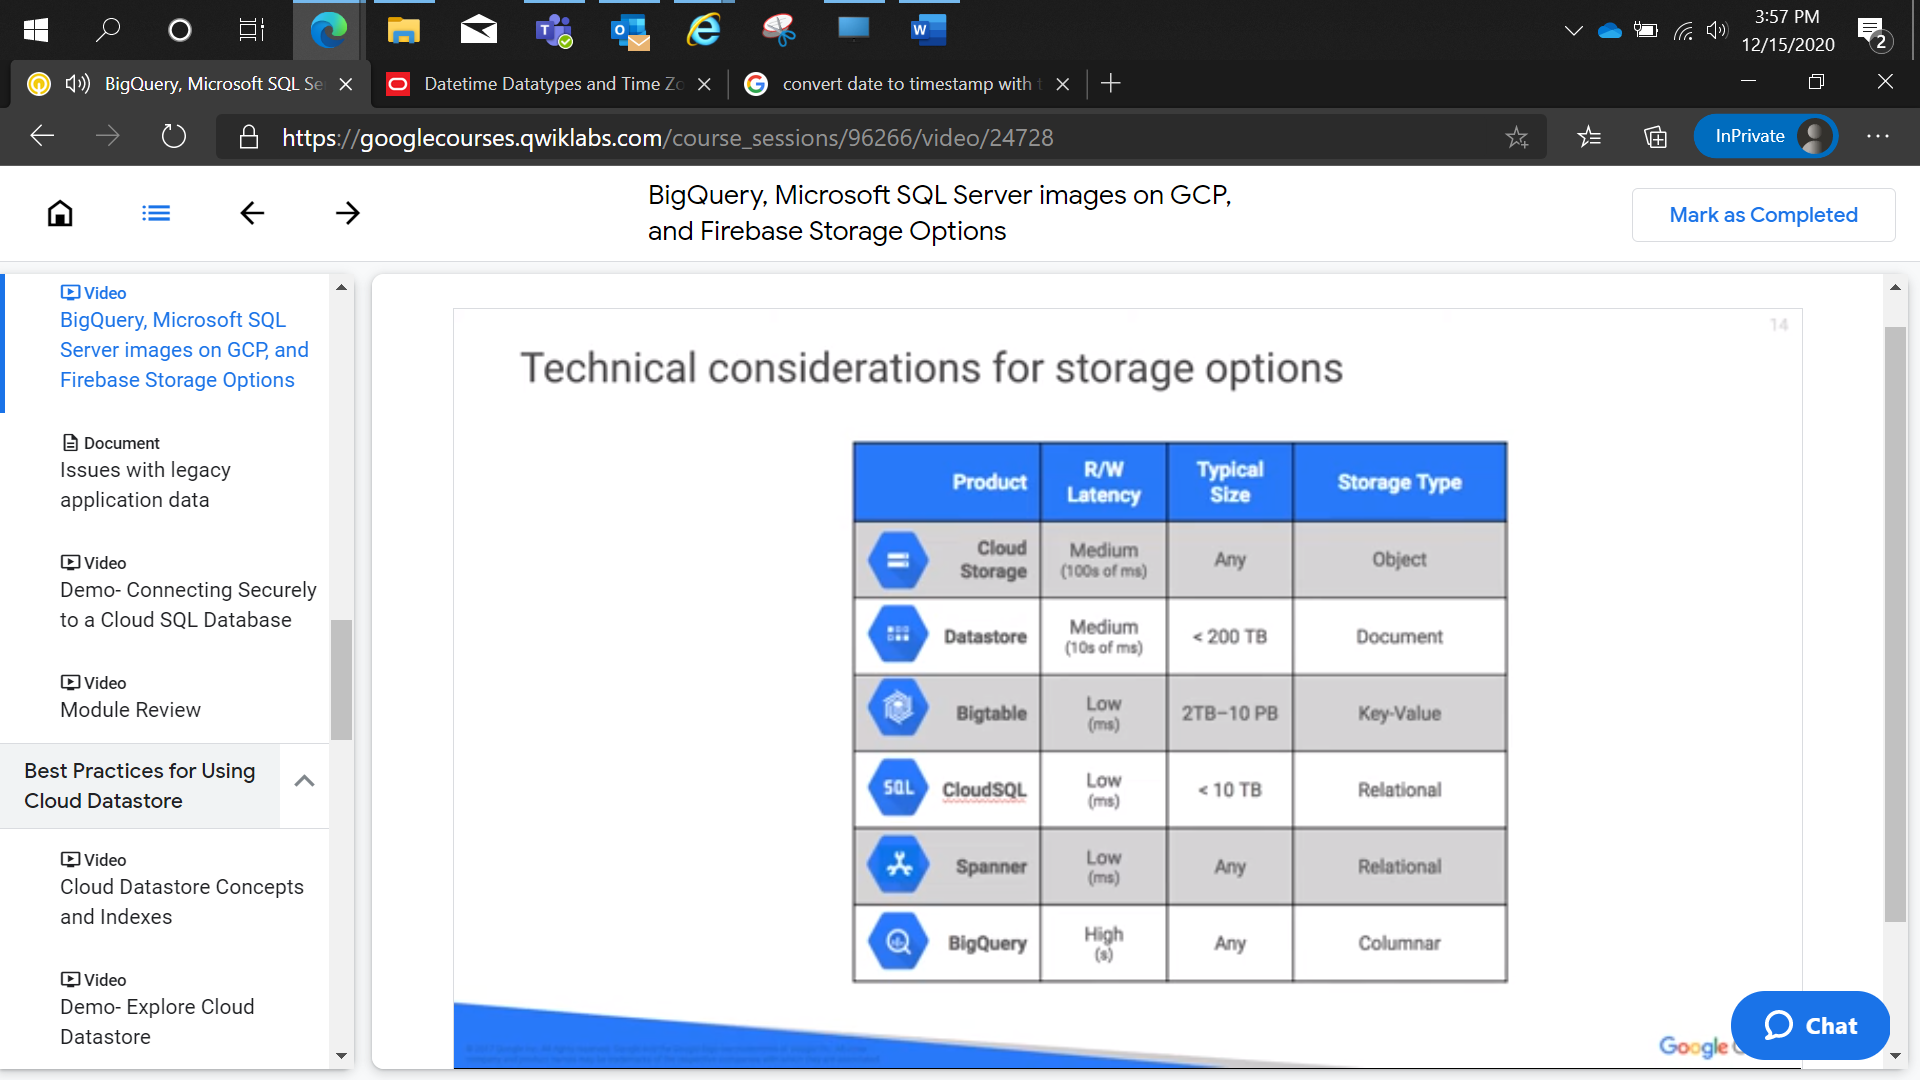 3:57 PM
12/15/2020
2
BigQuery, Microsoft SQL Se
Datetime Datatypes and Time Zo
convert date to timestamp with t
https://googlecourses.qwiklabs.com/course_sessions/96266/video/24728
InPrivate
BigQuery, Microsoft SQL Server images on GCP,
and Firebase Storage Options
Mark as Completed
Video
BigQuery, Microsoft SQL
Server images on GCP, and
Firebase Storage Options
Document
Issues with legacy
application data
Video
Demo- Connecting Securely
to a Cloud SQL Database
Video
Module Review
Best Practices for Using
Cloud Datastore
Video
Cloud Datastore Concepts
and Indexes
Video
Demo- Explore Cloud
Datastore
14
Technical considerations for storage options
Product
R/W
Latency
Typical
Size
Storage Type
Cloud
Storage
Medium
(100s of ms)
Any
Object
Datastore
Medium
(10s of ms)
< 200 TB
Document
Bigtable
Low
(ms)
2TB–10 PB
Key-Value
SQL
CloudSQL
Low
(ms)
< 10 TB
Relational
Spanner
Low
(ms)
Any
Relational
BigQuery
High
(s)
Any
Columnar
Google
Chat